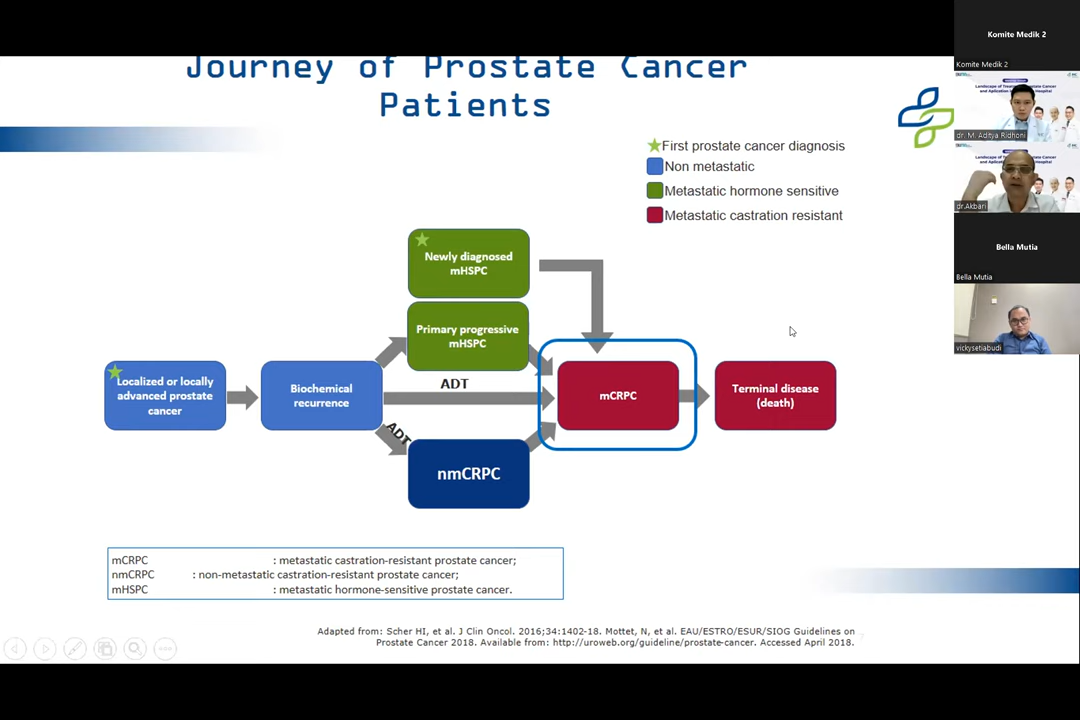 Journey of Prostate Cancer
Patients
First prostate cancer diagnosis
Non metastatic
Metastatic hormone sensitive
Metastatic castration resistant
Newly diagnosed
mHSPC
Primary progressive
mHSPC
Localized or locally
advanced prostate
cancer
Biochemical
recurrence
ADT
ADT
nmCRPC
mCRPC
Terminal disease
(death)
mCRPC : metastatic castration-resistant prostate cancer;
nmCRPC : non-metastatic castration-resistant prostate cancer;
mHSPC : metastatic hormone-sensitive prostate cancer.
Adapted from: Scher HI, et al. J Clin Oncol. 2016;34:1402-18. Mottet, N, et al. EAU/ESTRO/ESUR/SIOG Guidelines on
Prostate Cancer 2018. Available from: http://uroweb.org/guideline/prostate-cancer. Accessed April 2018.
Komite Medik 2
Komite Medik 2
dr. M. Aditya Ridhoni
dr.Akbari
Bella Mutia
Bella Mutia
vickysetiabudi